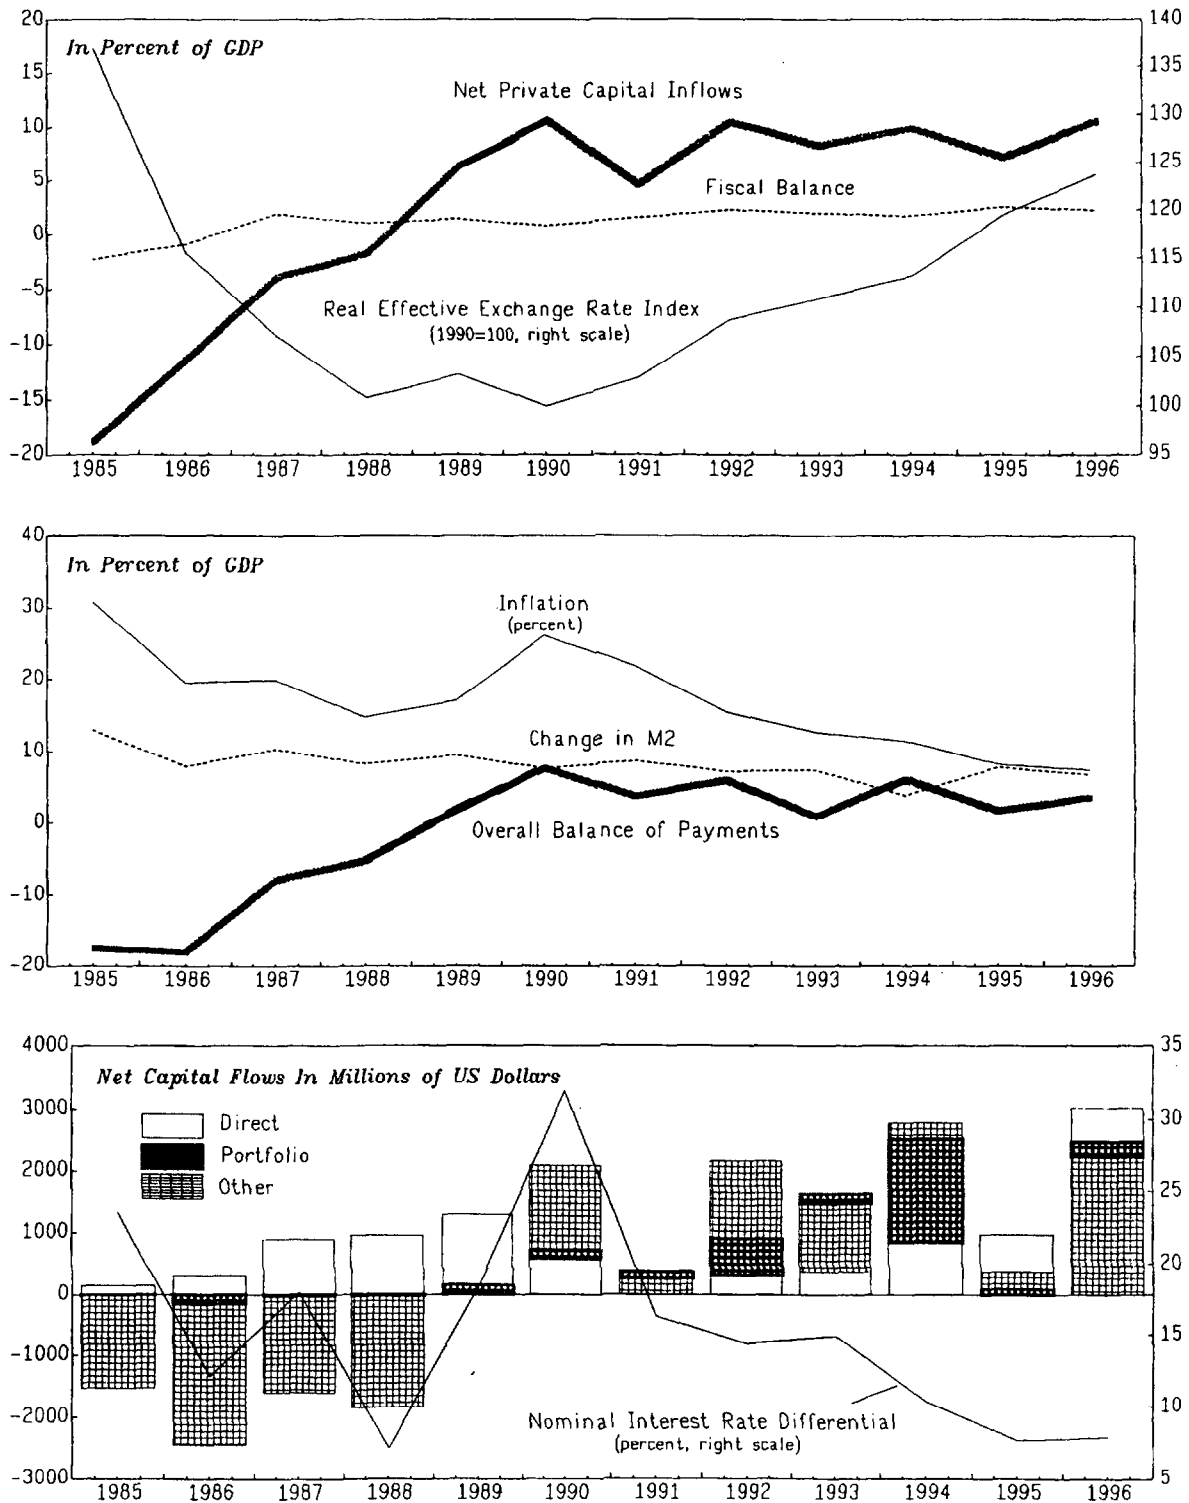 20 140
In Percent of GDP
15 135
Net Private Capital Inflows
10 130
125
5 Fiscal Balance
120
0
115
-5
Real Effective Exchange Rate Index 110
(1990=100, right scale)
-10
105
-15 100
-20 95
1985 1986 1987 1988 1989 1990 1991 1992 1993 1994 1995 1996
40
In Percent of GDP
30 Inflation
(percent)
20
10 Change in M2
0 Overall Balance of Payments
-10
-20
1985 1986 1987 1988 1989 1990 1991 1992 1993 1994 1995 1996
4000 35
Net Capital Flows In Millions of US Dollars
3000 Direct 30
Portfolio
2000 Other 25
1000
20
0
-1000 15
-2000 Nominal Interest Rate Differential 10
(percent, right scale)
-3000 5
1985 1986 1987 1988 1989 1990 1991 1992 1993 1994 1995 1996